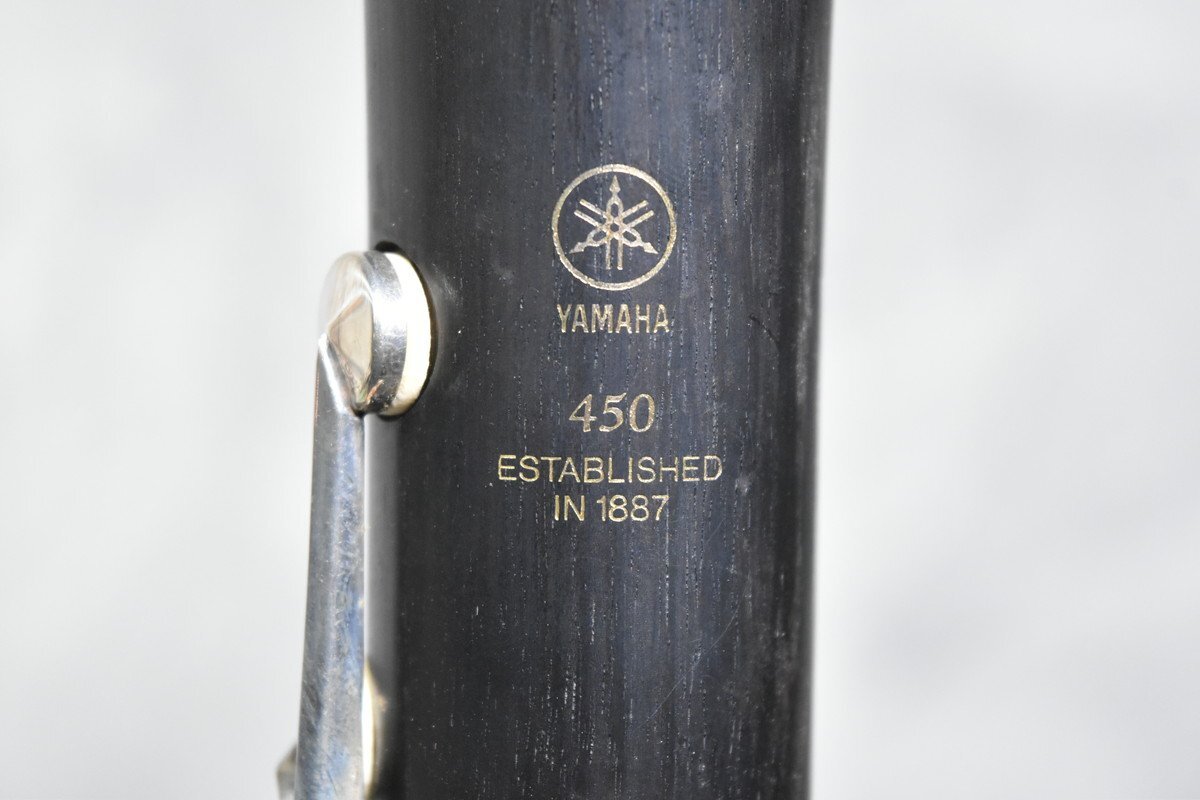 YAMAHA
450
ESTABLISHED
IN 1887